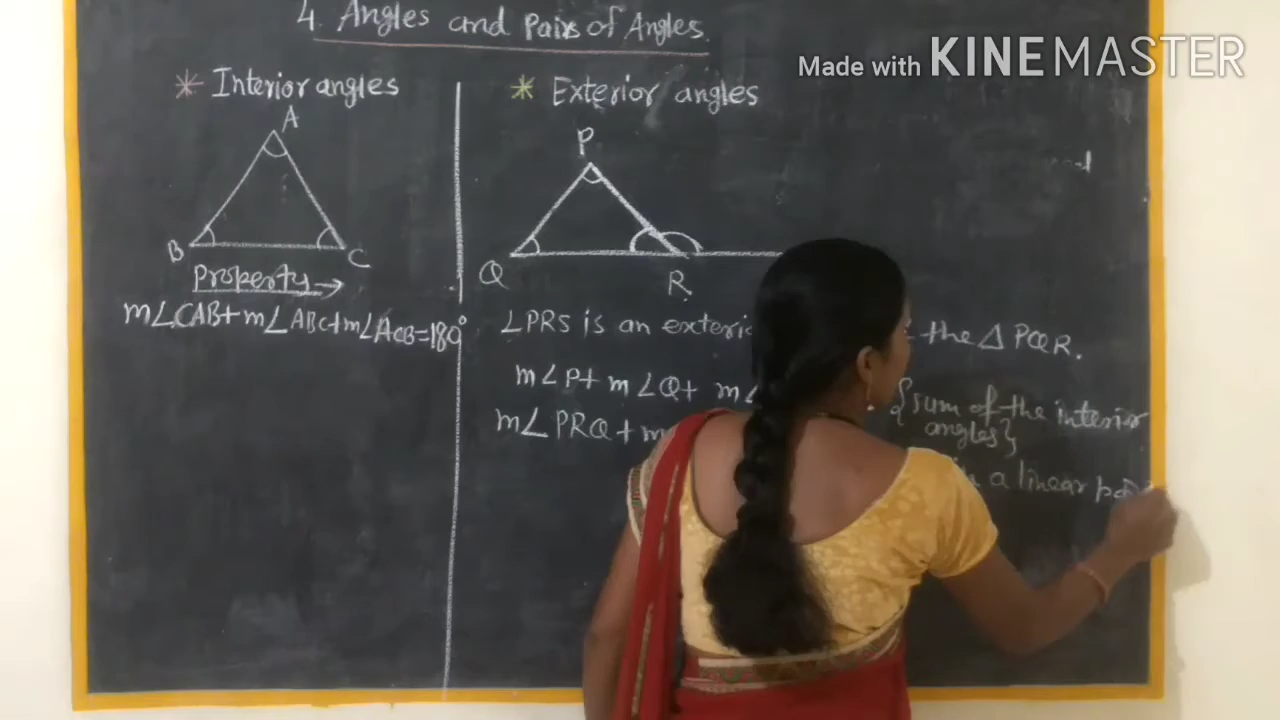 4. Angles and Pairs of Angles.
Made with KINEMASTER
* Interior angles
A
B
C
Property →
m∠CAB+m∠ABC+m∠ACB=180°
* Exterior angles
P
Q
R
∠PRS is an the Δ PQR.
m∠P+ m∠Q+ m∠
{sum of the interior
angles}
m∠PRQ + m
a linear